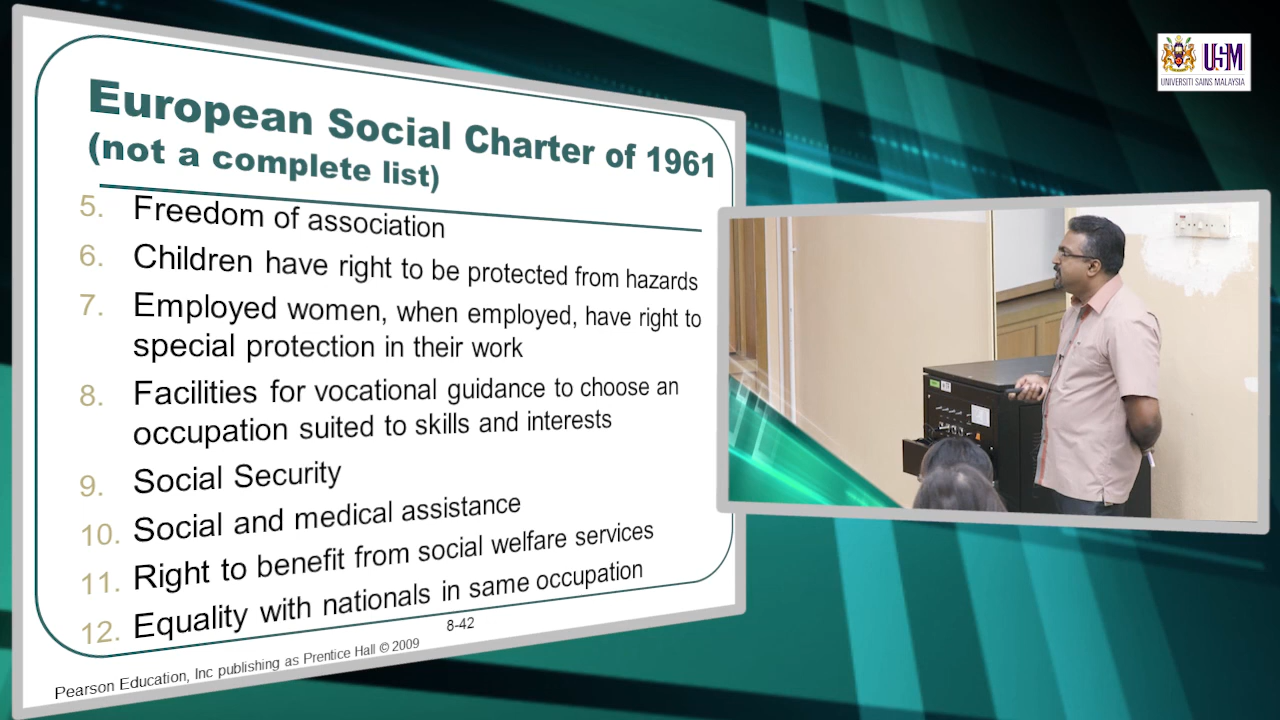 European Social Charter of 1961
(not a complete list)
5. Freedom of association
6. Children have right to be protected from hazards
7. Employed women, when employed, have right to
special protection in their work
8. Facilities for vocational guidance to choose an
occupation suited to skills and interests
9. Social Security
10. Social and medical assistance
11. Right to benefit from social welfare services
12. Equality with nationals in same occupation
8-42
Pearson Education, Inc publishing as Prentice Hall © 2009
USM
UNIVERSITI SAINS MALAYSIA